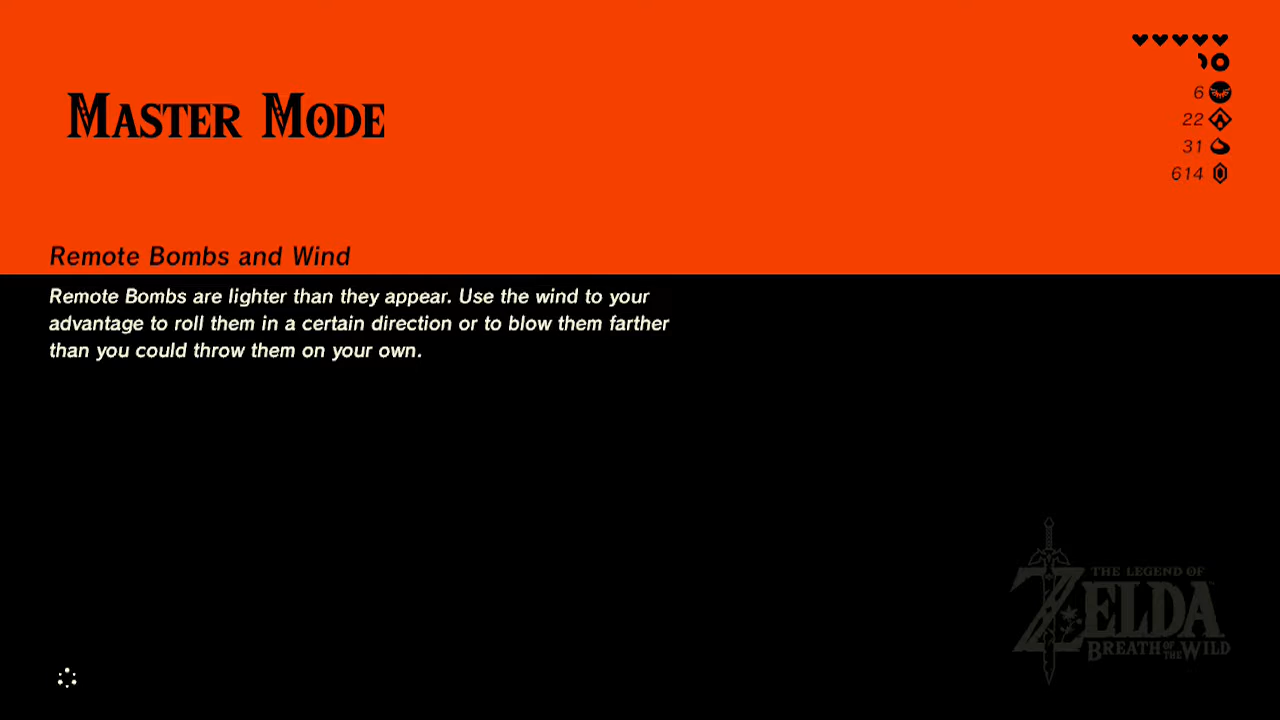 MASTER MODE
6
22
31
614
Remote Bombs and Wind
Remote Bombs are lighter than they appear. Use the wind to your
advantage to roll them in a certain direction or to blow them farther
than you could throw them on your own.
THE LEGEND OF
ZELDA
BREATH OF THE WILD